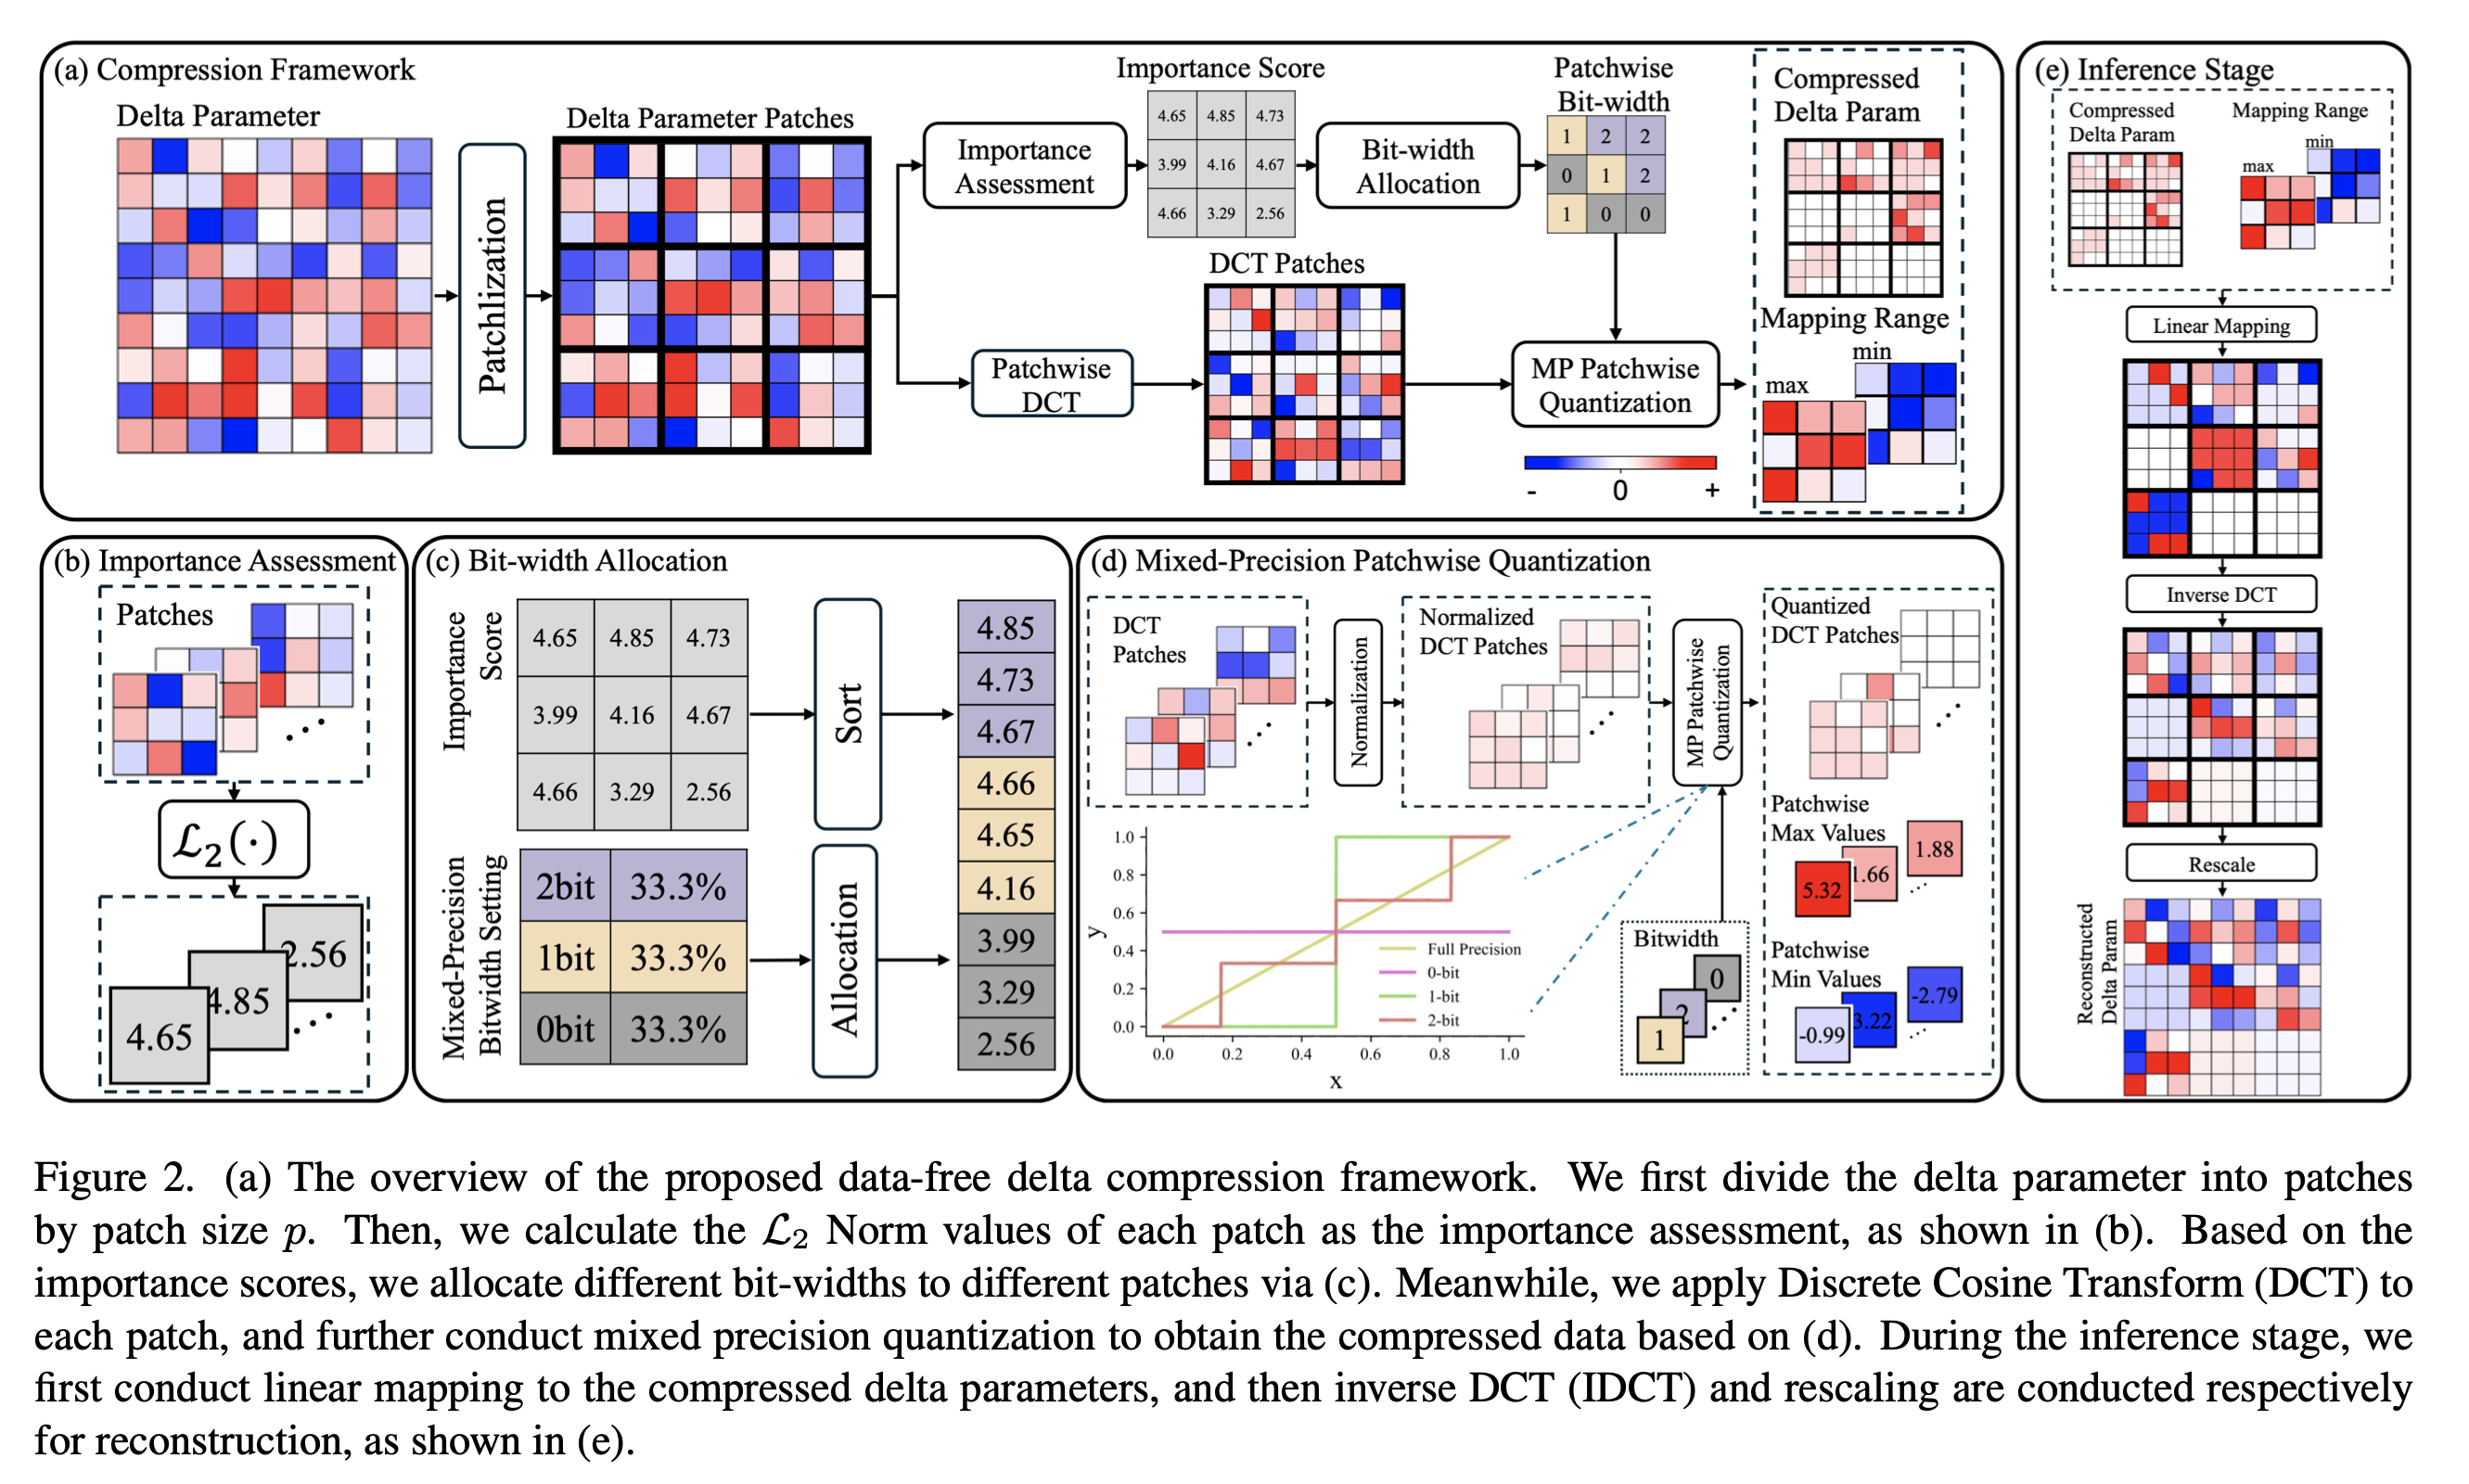 (a) Compression Framework
Delta Parameter
Patchlization
Delta Parameter Patches
Importance
Assessment
Importance Score
4.65 4.85 4.73
3.99 4.16 4.67
4.66 3.29 2.56
Bit-width
Allocation
Patchwise
Bit-width
1 2 2
0 1 2
1 0 0
Patchwise
DCT
DCT Patches
MP Patchwise
Quantization
- 0 +
Compressed
Delta Param
Mapping Range
min
max
(b) Importance Assessment
Patches
ℒ₂(·)
4.65
4.85
2.56
(c) Bit-width Allocation
Importance
Score
4.65 4.85 4.73
3.99 4.16 4.67
4.66 3.29 2.56
Sort
Mixed-Precision
Bitwidth Setting
2bit 33.3%
1bit 33.3%
0bit 33.3%
Allocation
4.85
4.73
4.67
4.66
4.65
4.16
3.99
3.29
2.56
(d) Mixed-Precision Patchwise Quantization
DCT
Patches
Normalization
Normalized
DCT Patches
MP Patchwise
Quantization
Quantized
DCT Patches
Patchwise
Max Values
5.32
1.66
1.88
Patchwise
Min Values
-0.99
3.22
-2.79
Bitwidth
1
2
0
1.0
0.8
0.6
0.4
0.2
0.0
y
0.0 0.2 0.4 0.6 0.8 1.0
x
Full Precision
0-bit
1-bit
2-bit
(e) Inference Stage
Compressed
Delta Param
Mapping Range
min
max
Linear Mapping
Inverse DCT
Rescale
Reconstructed
Delta Param
Figure 2. (a) The overview of the proposed data-free delta compression framework. We first divide the delta parameter into patches
by patch size p. Then, we calculate the ℒ₂ Norm values of each patch as the importance assessment, as shown in (b). Based on the
importance scores, we allocate different bit-widths to different patches via (c). Meanwhile, we apply Discrete Cosine Transform (DCT) to
each patch, and further conduct mixed precision quantization to obtain the compressed data based on (d). During the inference stage, we
first conduct linear mapping to the compressed delta parameters, and then inverse DCT (IDCT) and rescaling are conducted respectively
for reconstruction, as shown in (e).